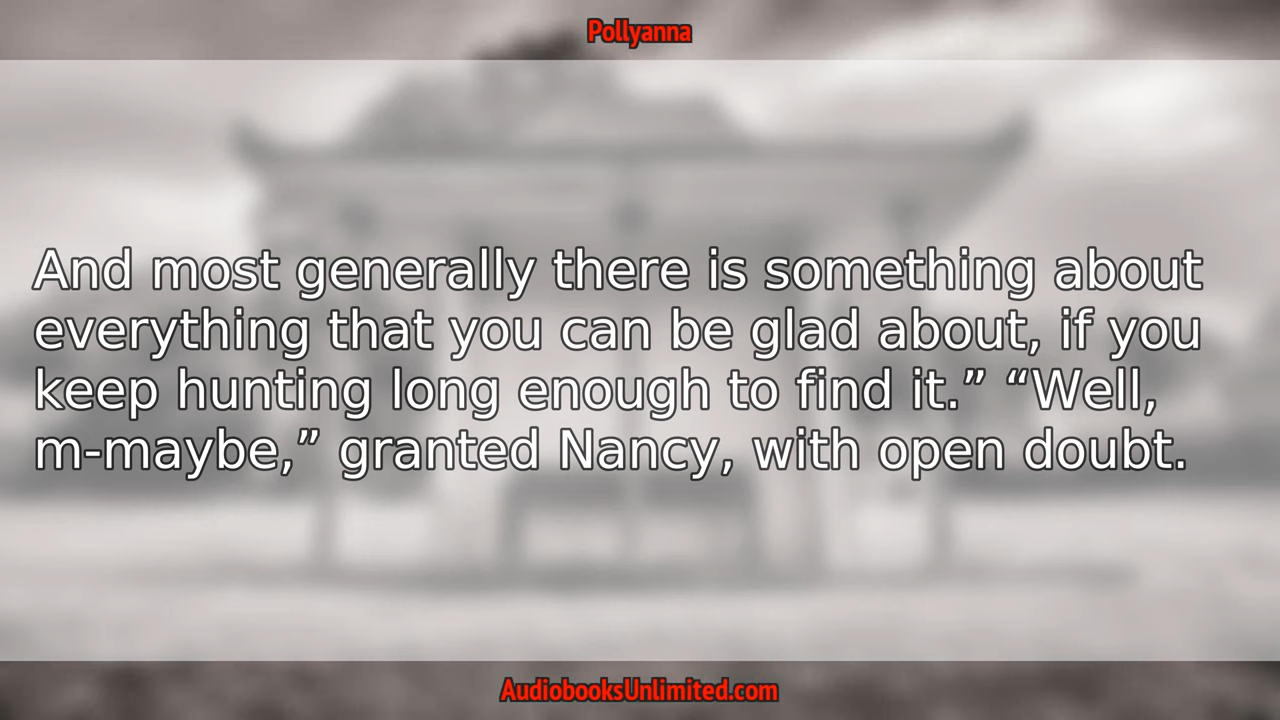 Pollyanna
And most generally there is something about
everything that you can be glad about, if you
keep hunting long enough to find it.” “Well,
m-maybe,” granted Nancy, with open doubt.
AudiobooksUnlimited.com